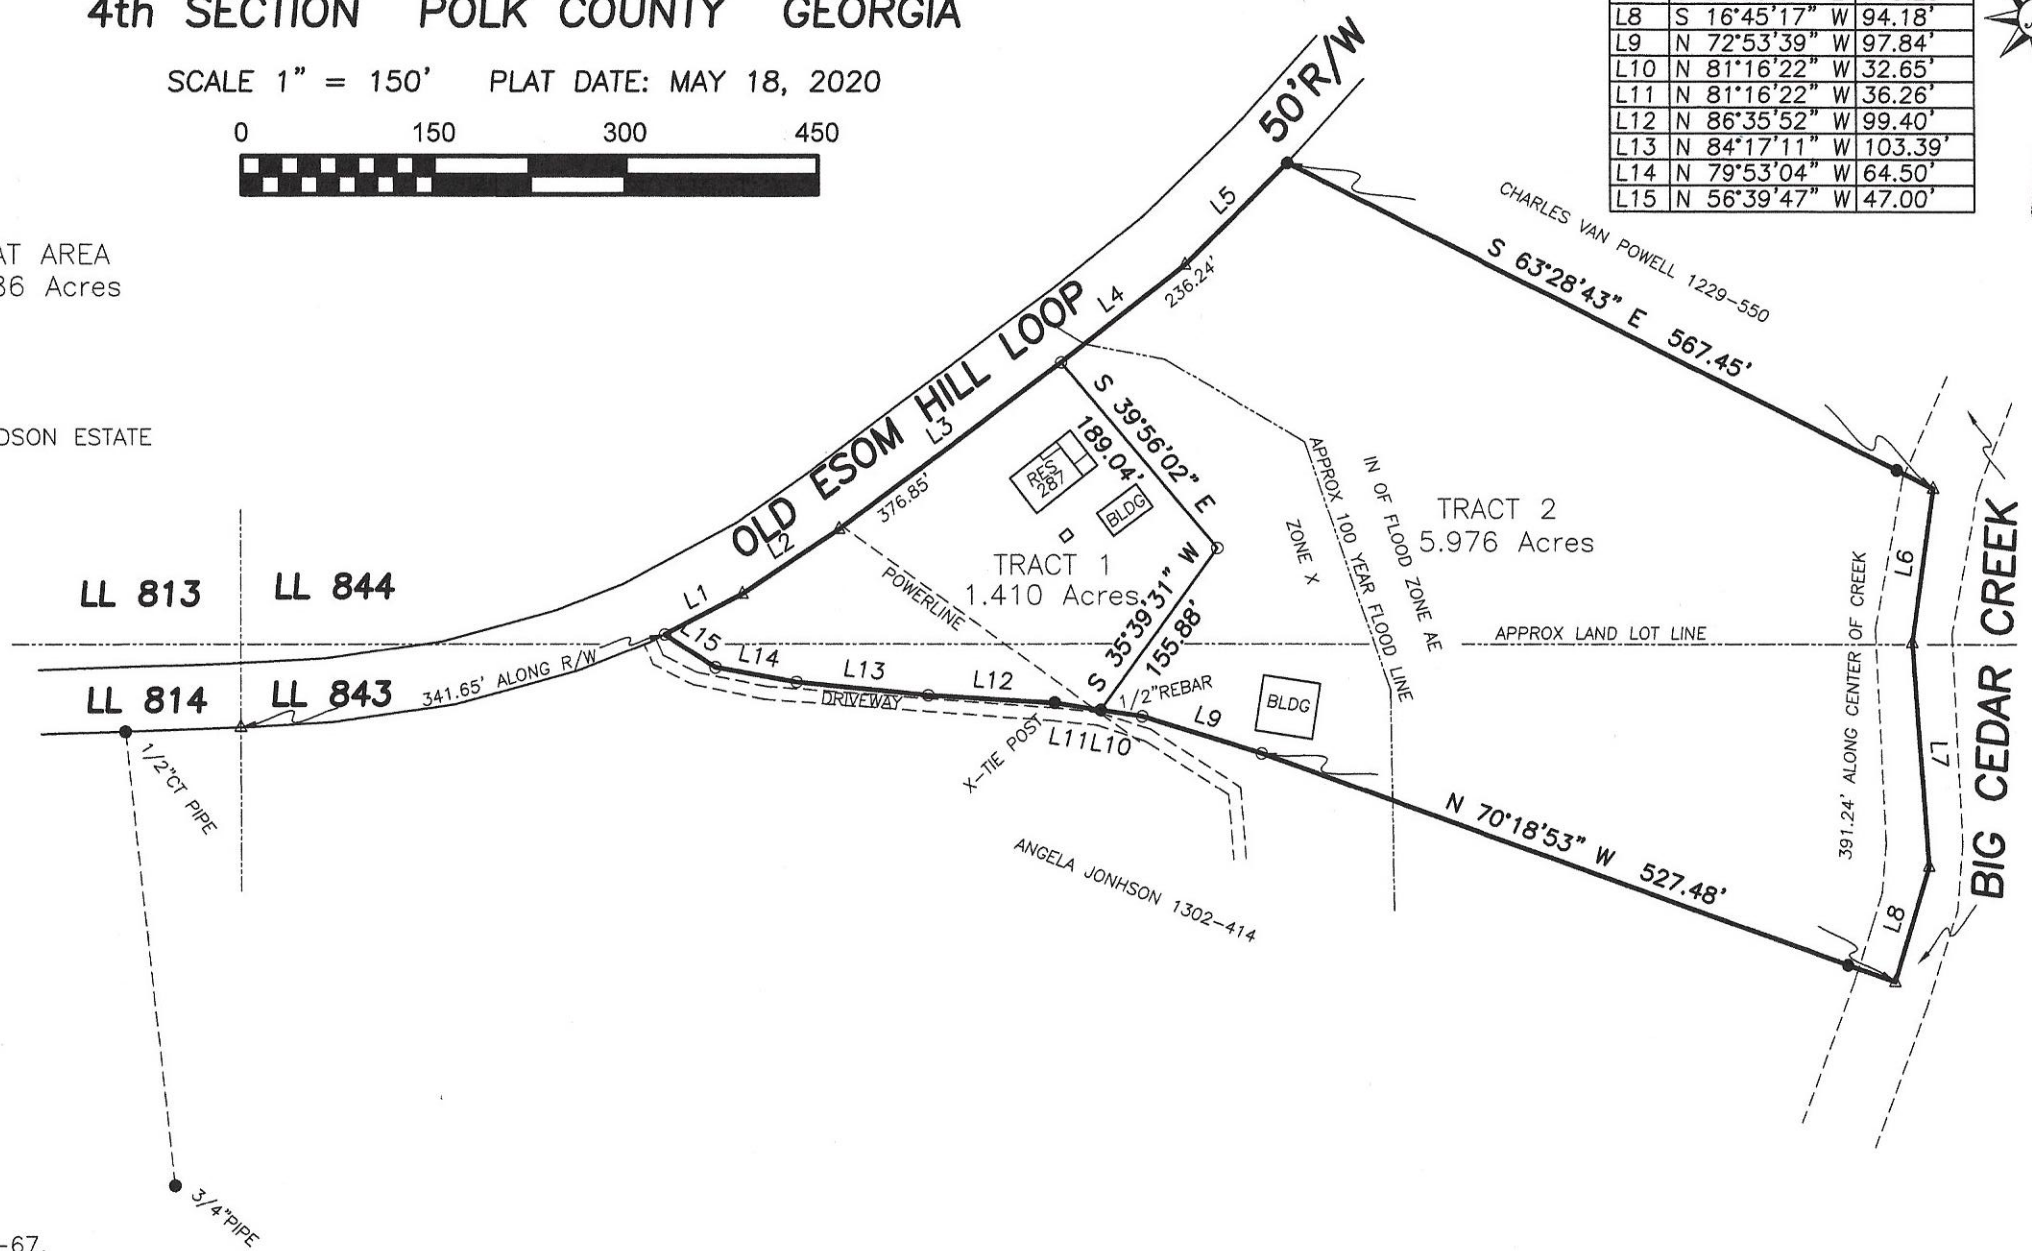 4th SECTION POLK COUNTY GEORGIA
SCALE 1" = 150' PLAT DATE: MAY 18, 2020
0 150 300 450
L8 S 16°45'17" W 94.18'
L9 N 72°53'39" W 97.84'
L10 N 81°16'22" W 32.65'
L11 N 81°16'22" W 36.26'
L12 N 86°35'52" W 99.40'
L13 N 84°17'11" W 103.39'
L14 N 79°53'04" W 64.50'
L15 N 56°39'47" W 47.00'
AT AREA
36 Acres
DSON ESTATE
50'R/W
OLD ESOM HILL LOOP
L5
L4
236.24'
L3
376.85'
L2
L1
CHARLES VAN POWELL 1229-550
S 63°28'43" E 567.45'
S 39°56'02" E
189.04'
RES
287
BLDG
TRACT 1
1.410 Acres
POWERLINE
S 35°39'31" W
155.88'
ZONE X
APPROX 100 YEAR FLOOD LINE
IN OF FLOOD ZONE AE
TRACT 2
5.976 Acres
APPROX LAND LOT LINE
L6
L7
L8
391.24' ALONG CENTER OF CREEK
BIG CEDAR CREEK
LL 813
LL 844
LL 814
LL 843
341.65' ALONG R/W
L15
L14
L13
L12
DRIVEWAY
1/2"REBAR
X-TIE POST
L11
L10
L9
BLDG
N 70°18'53" W 527.48'
ANGELA JONHSON 1302-414
1/2"CT PIPE
3/4"PIPE
-67.